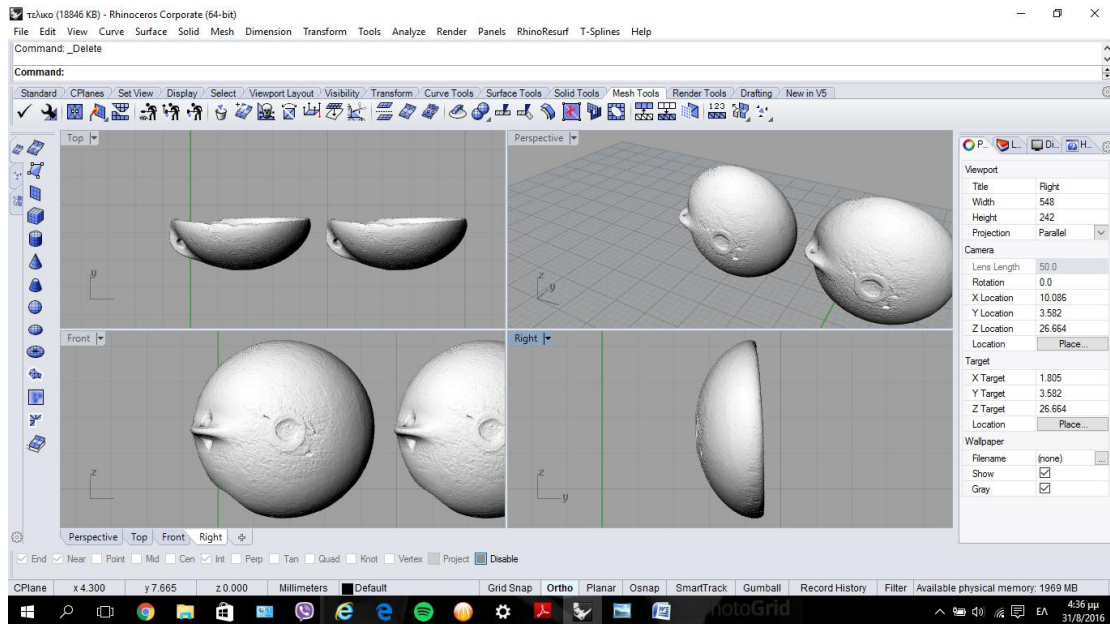 τελικο (18846 KB) - Rhinoceros Corporate (64-bit)
File Edit View Curve Surface Solid Mesh Dimension Transform Tools Analyze Render Panels RhinoResurf T-Splines Help
Command: _Delete
Command:
Standard CPlanes Set View Display Select Viewport Layout Visibility Transform Curve Tools Surface Tools Solid Tools Mesh Tools Render Tools Drafting New in V5
123
P... L... Di... H...
Top
Perspective
Viewport
Title Right
Width 548
Height 242
Projection Parallel
Camera
Lens Length 50.0
Rotation 0.0
X Location 10.086
Y Location 3.582
Z Location 26.664
Location Place...
Target
X Target 1.805
Y Target 3.582
Z Target 26.664
Location Place...
Wallpaper
Filename (none) ...
Show
Gray
y
z
y
Front
Right
z
z
y
Perspective Top Front Right
End Near Point Mid Cen Int Perp Tan Quad Knot Vertex Project Disable
CPlane x 4.300 y 7.665 z 0.000 Millimeters Default Grid Snap Ortho Planar Osnap SmartTrack Gumball Record History Filter Available physical memory: 1969 MB
hotoGrid
ΕΛ
4:36 μμ
31/8/2016